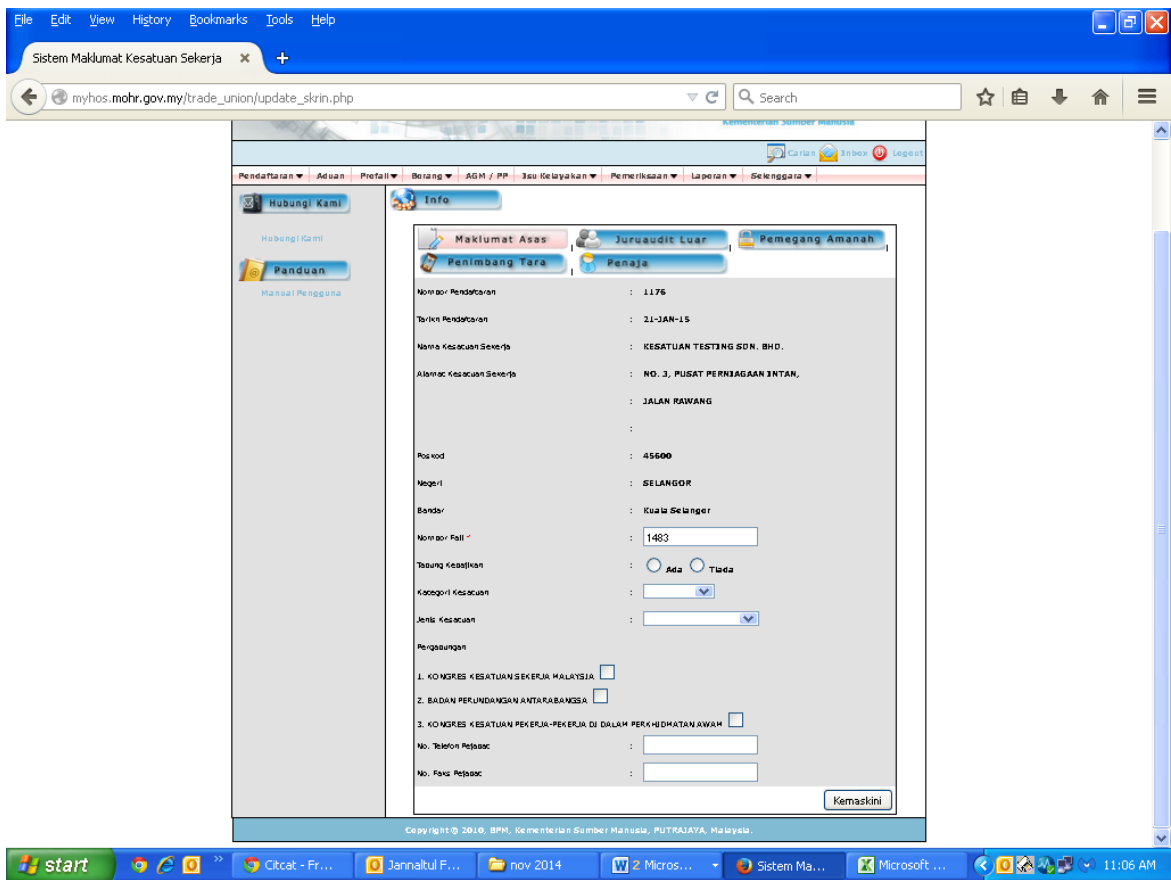 File Edit View History Bookmarks Tools Help
Sistem Maklumat Kesatuan Sekerja
myhos.mohr.gov.my/trade_union/update_skrin.php
Search
Kementerian Sumber Manusia
Carian Inbox Logout
Pendaftaran Aduan Profail Borang AGM / PP Isu Kelayakan Pemeriksaan Laporan Selenggara
Hubungi Kami
Info
Hubungi Kami
Maklumat Asas , Juruaudit Luar , Pemegang Amanah ,
Penimbang Tara , Penaja
Panduan
Manual Pengguna
Nombor Pendaftaran : 1176
Tarikh Pendaftaran : 21-JAN-15
Nama Kesatuan Sekerja : KESATUAN TESTING SDN. BHD.
Alamat Kesatuan Sekerja : NO. 3, PUSAT PERNIAGAAN INTAN,
: JALAN RAWANG
:
Poskod : 45600
Negeri : SELANGOR
Bandar : Kuala Selangor
Nombor Fail * : 1483
Tabung Kebajikan : Ada Tiada
Kategori Kesatuan :
Jenis Kesatuan :
Pergabungan
1. KONGRES KESATUAN SEKERJA MALAYSIA
2. BADAN PERUNDANGAN ANTARABANGSA
3. KONGRES KESATUAN PEKERJA-PEKERJA DI DALAM PERKHIDMATAN AWAM
No. Telefon Pejabat :
No. Faks Pejabat :
Kemaskini
Copyright © 2010, BPM, Kementerian Sumber Manusia, PUTRAJAYA, Malaysia.
start Citcat - Fr... Jannaltul F... nov 2014 2 Micros... Sistem Ma... Microsoft ... 11:06 AM